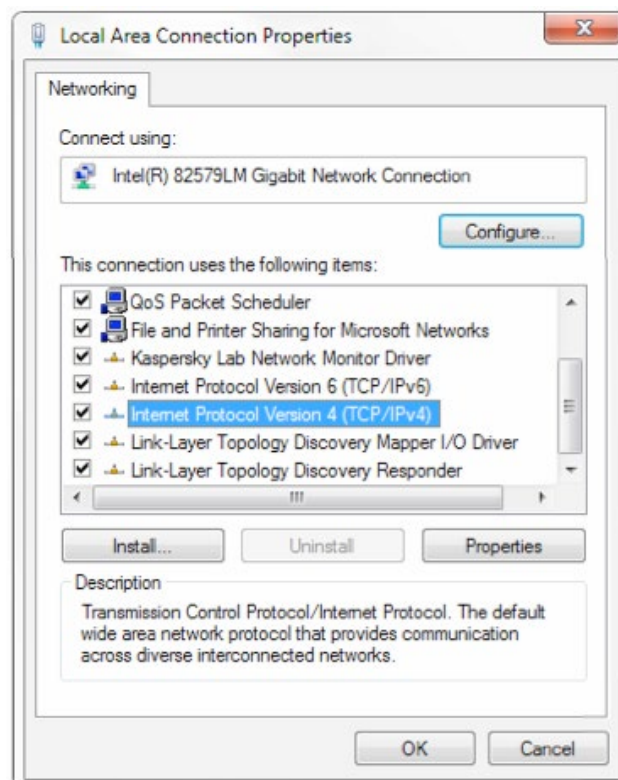 Local Area Connection Properties
Networking
Connect using:
Intel(R) 82579LM Gigabit Network Connection
Configure...
This connection uses the following items:
QoS Packet Scheduler
File and Printer Sharing for Microsoft Networks
Kaspersky Lab Network Monitor Driver
Internet Protocol Version 6 (TCP/IPv6)
Internet Protocol Version 4 (TCP/IPv4)
Link-Layer Topology Discovery Mapper I/O Driver
Link-Layer Topology Discovery Responder
Install... Uninstall Properties
Description
Transmission Control Protocol/Internet Protocol. The default
wide area network protocol that provides communication
across diverse interconnected networks.
OK Cancel